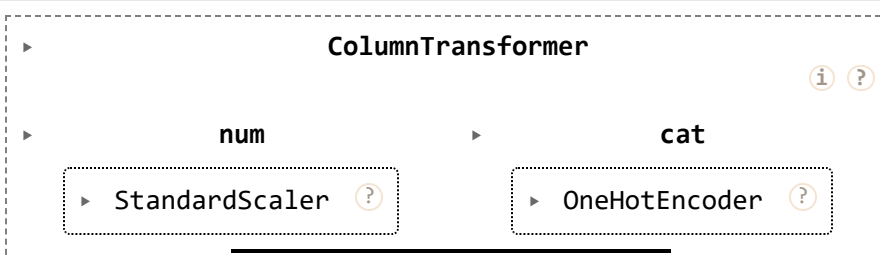 ColumnTransformer
i ?
num cat
StandardScaler ? OneHotEncoder ?